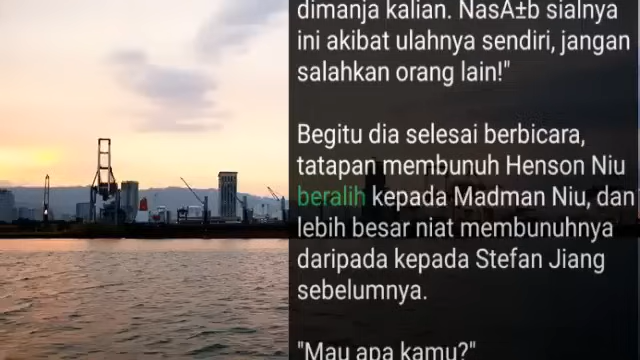 dimanja kalian. NasÄ±b sialnya
ini akibat ulahnya sendiri, jangan
salahkan orang lain!"
Begitu dia selesai berbicara,
tatapan membunuh Henson Niu
beralih kepada Madman Niu, dan
lebih besar niat membunuhnya
daripada kepada Stefan Jiang
sebelumnya.
"Mau apa kamu?"